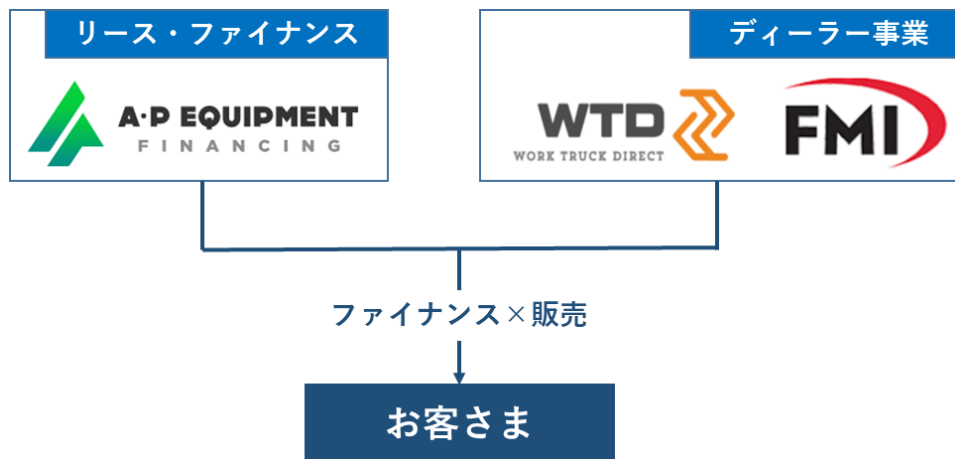 リース・ファイナンス
A·P EQUIPMENT
FINANCING
ディーラー事業
WTD
WORK TRUCK DIRECT
FMI
ファイナンス×販売
お客さま